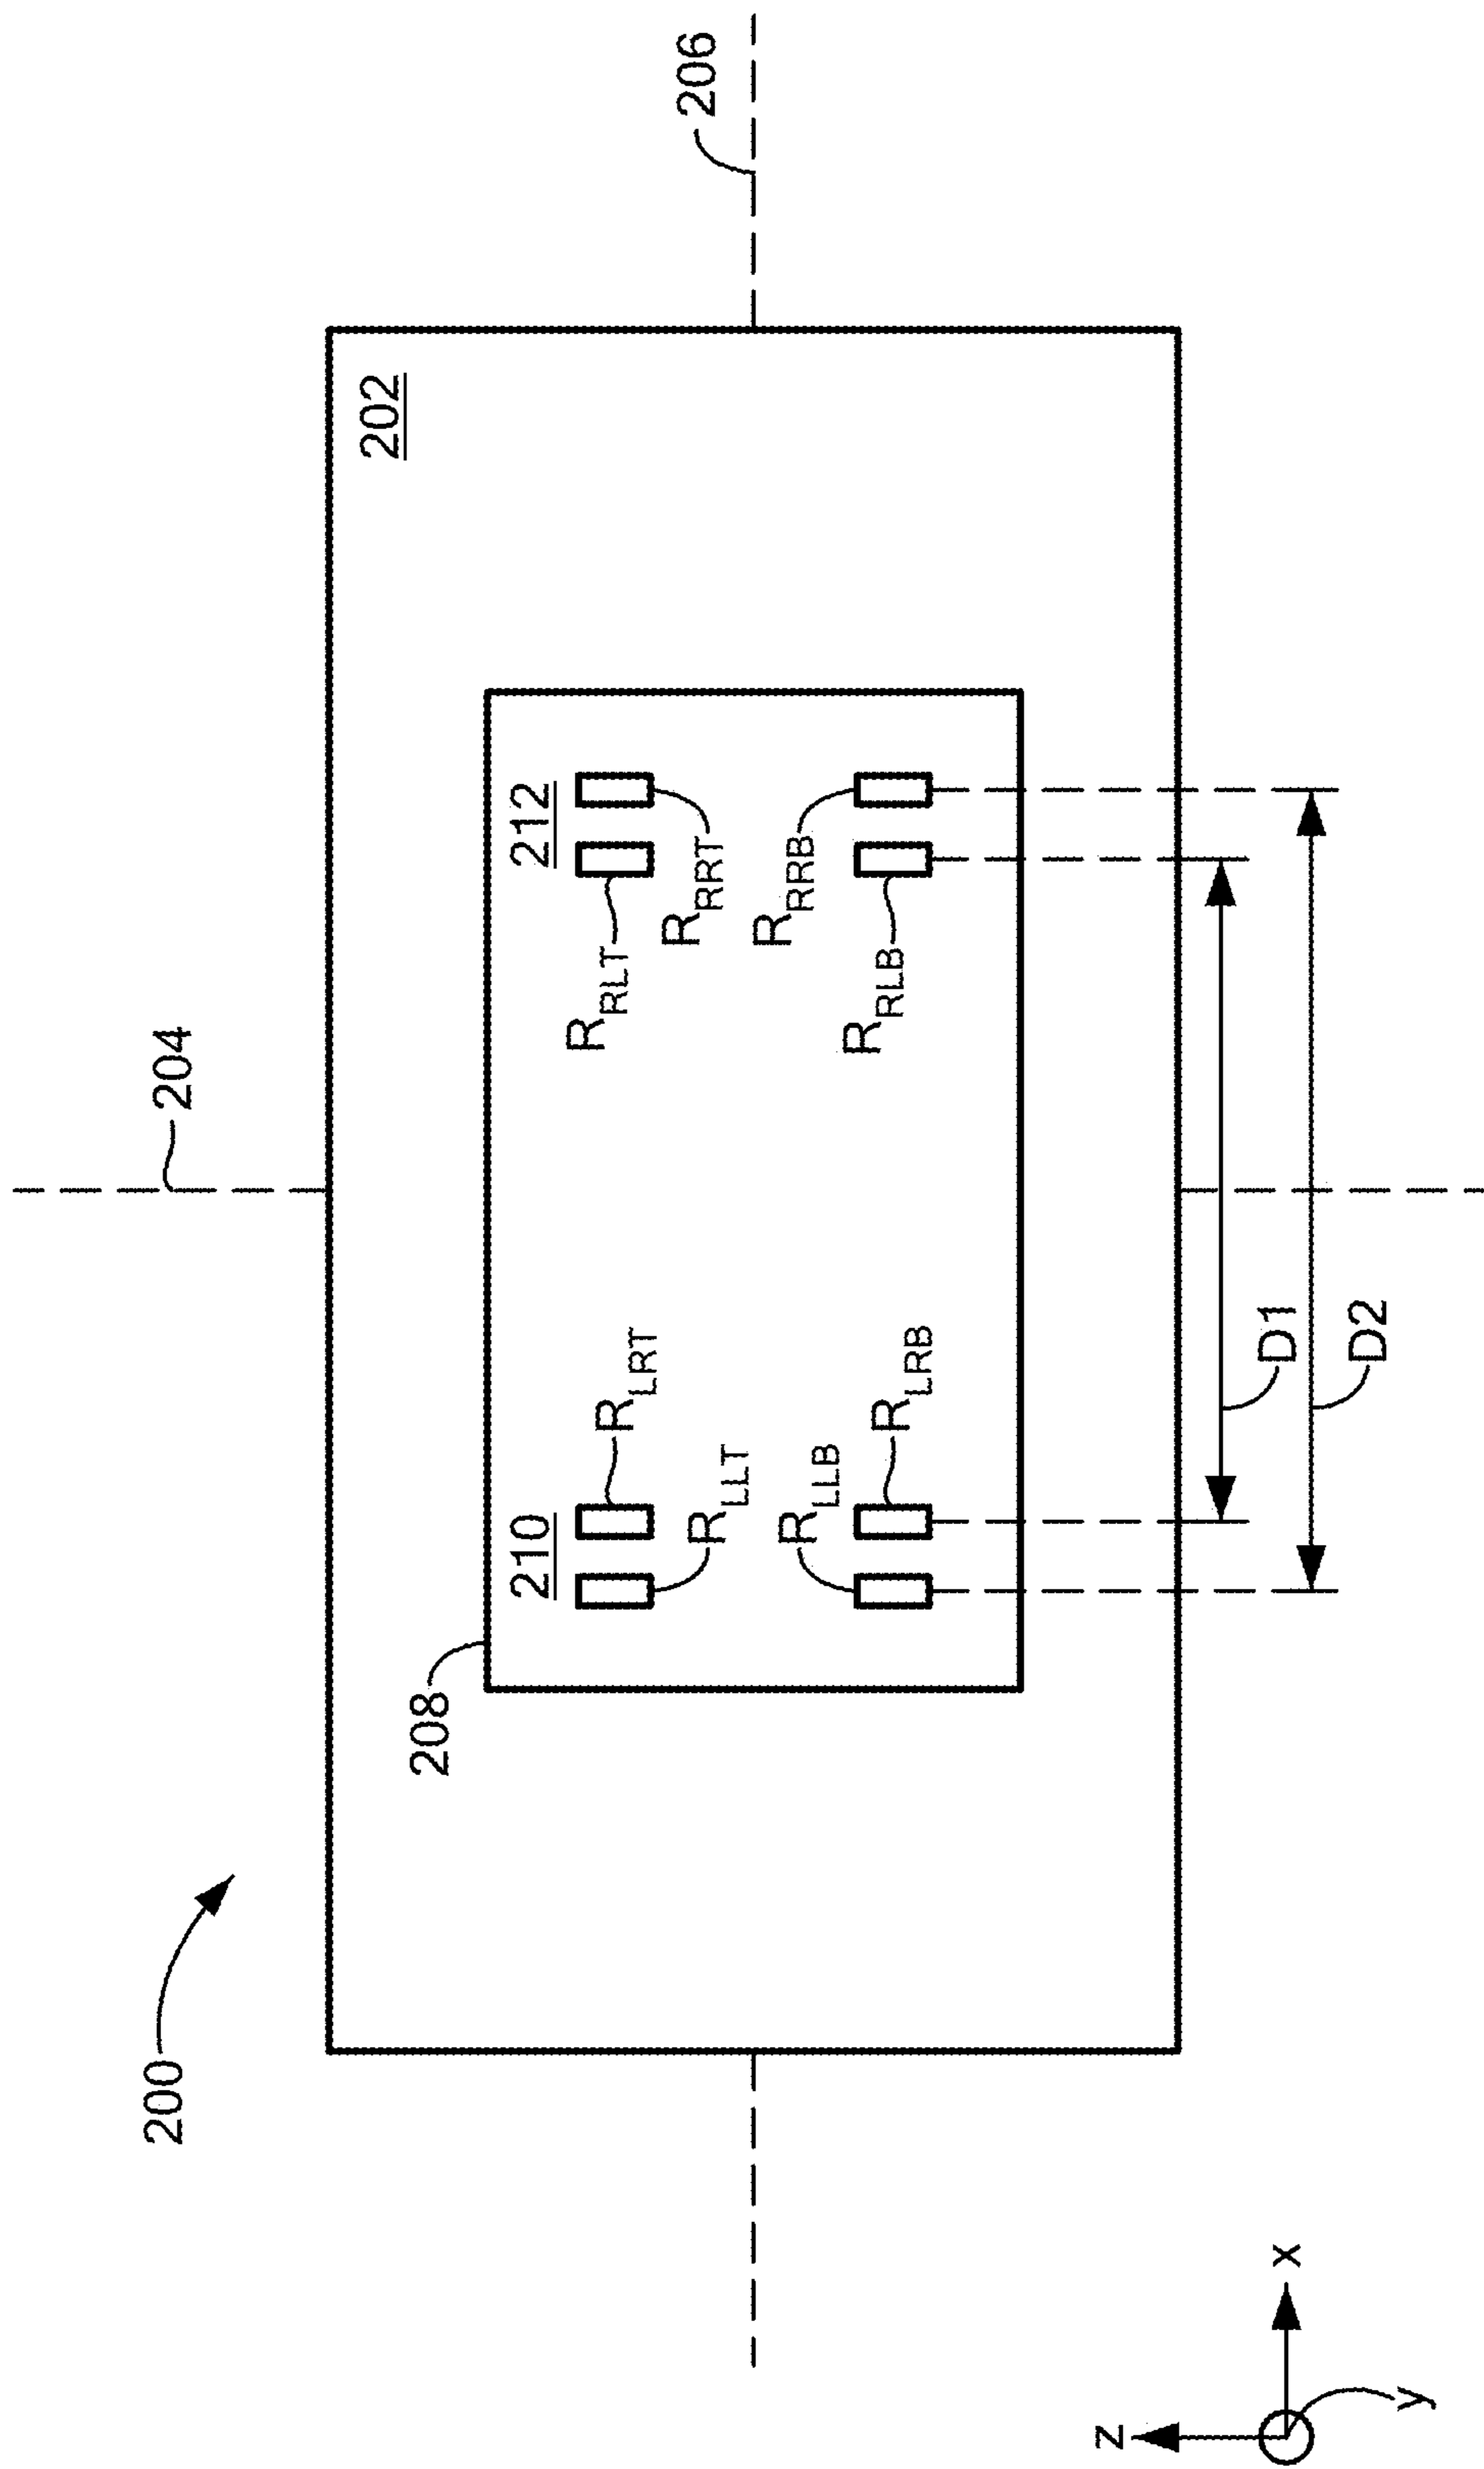 200
204
206
202
208
210
212
R_LRT
R_LLT
R_RLT
R_RRT
R_LLB
R_LRB
R_RRB
R_RLB
D1
D2
z
x
y